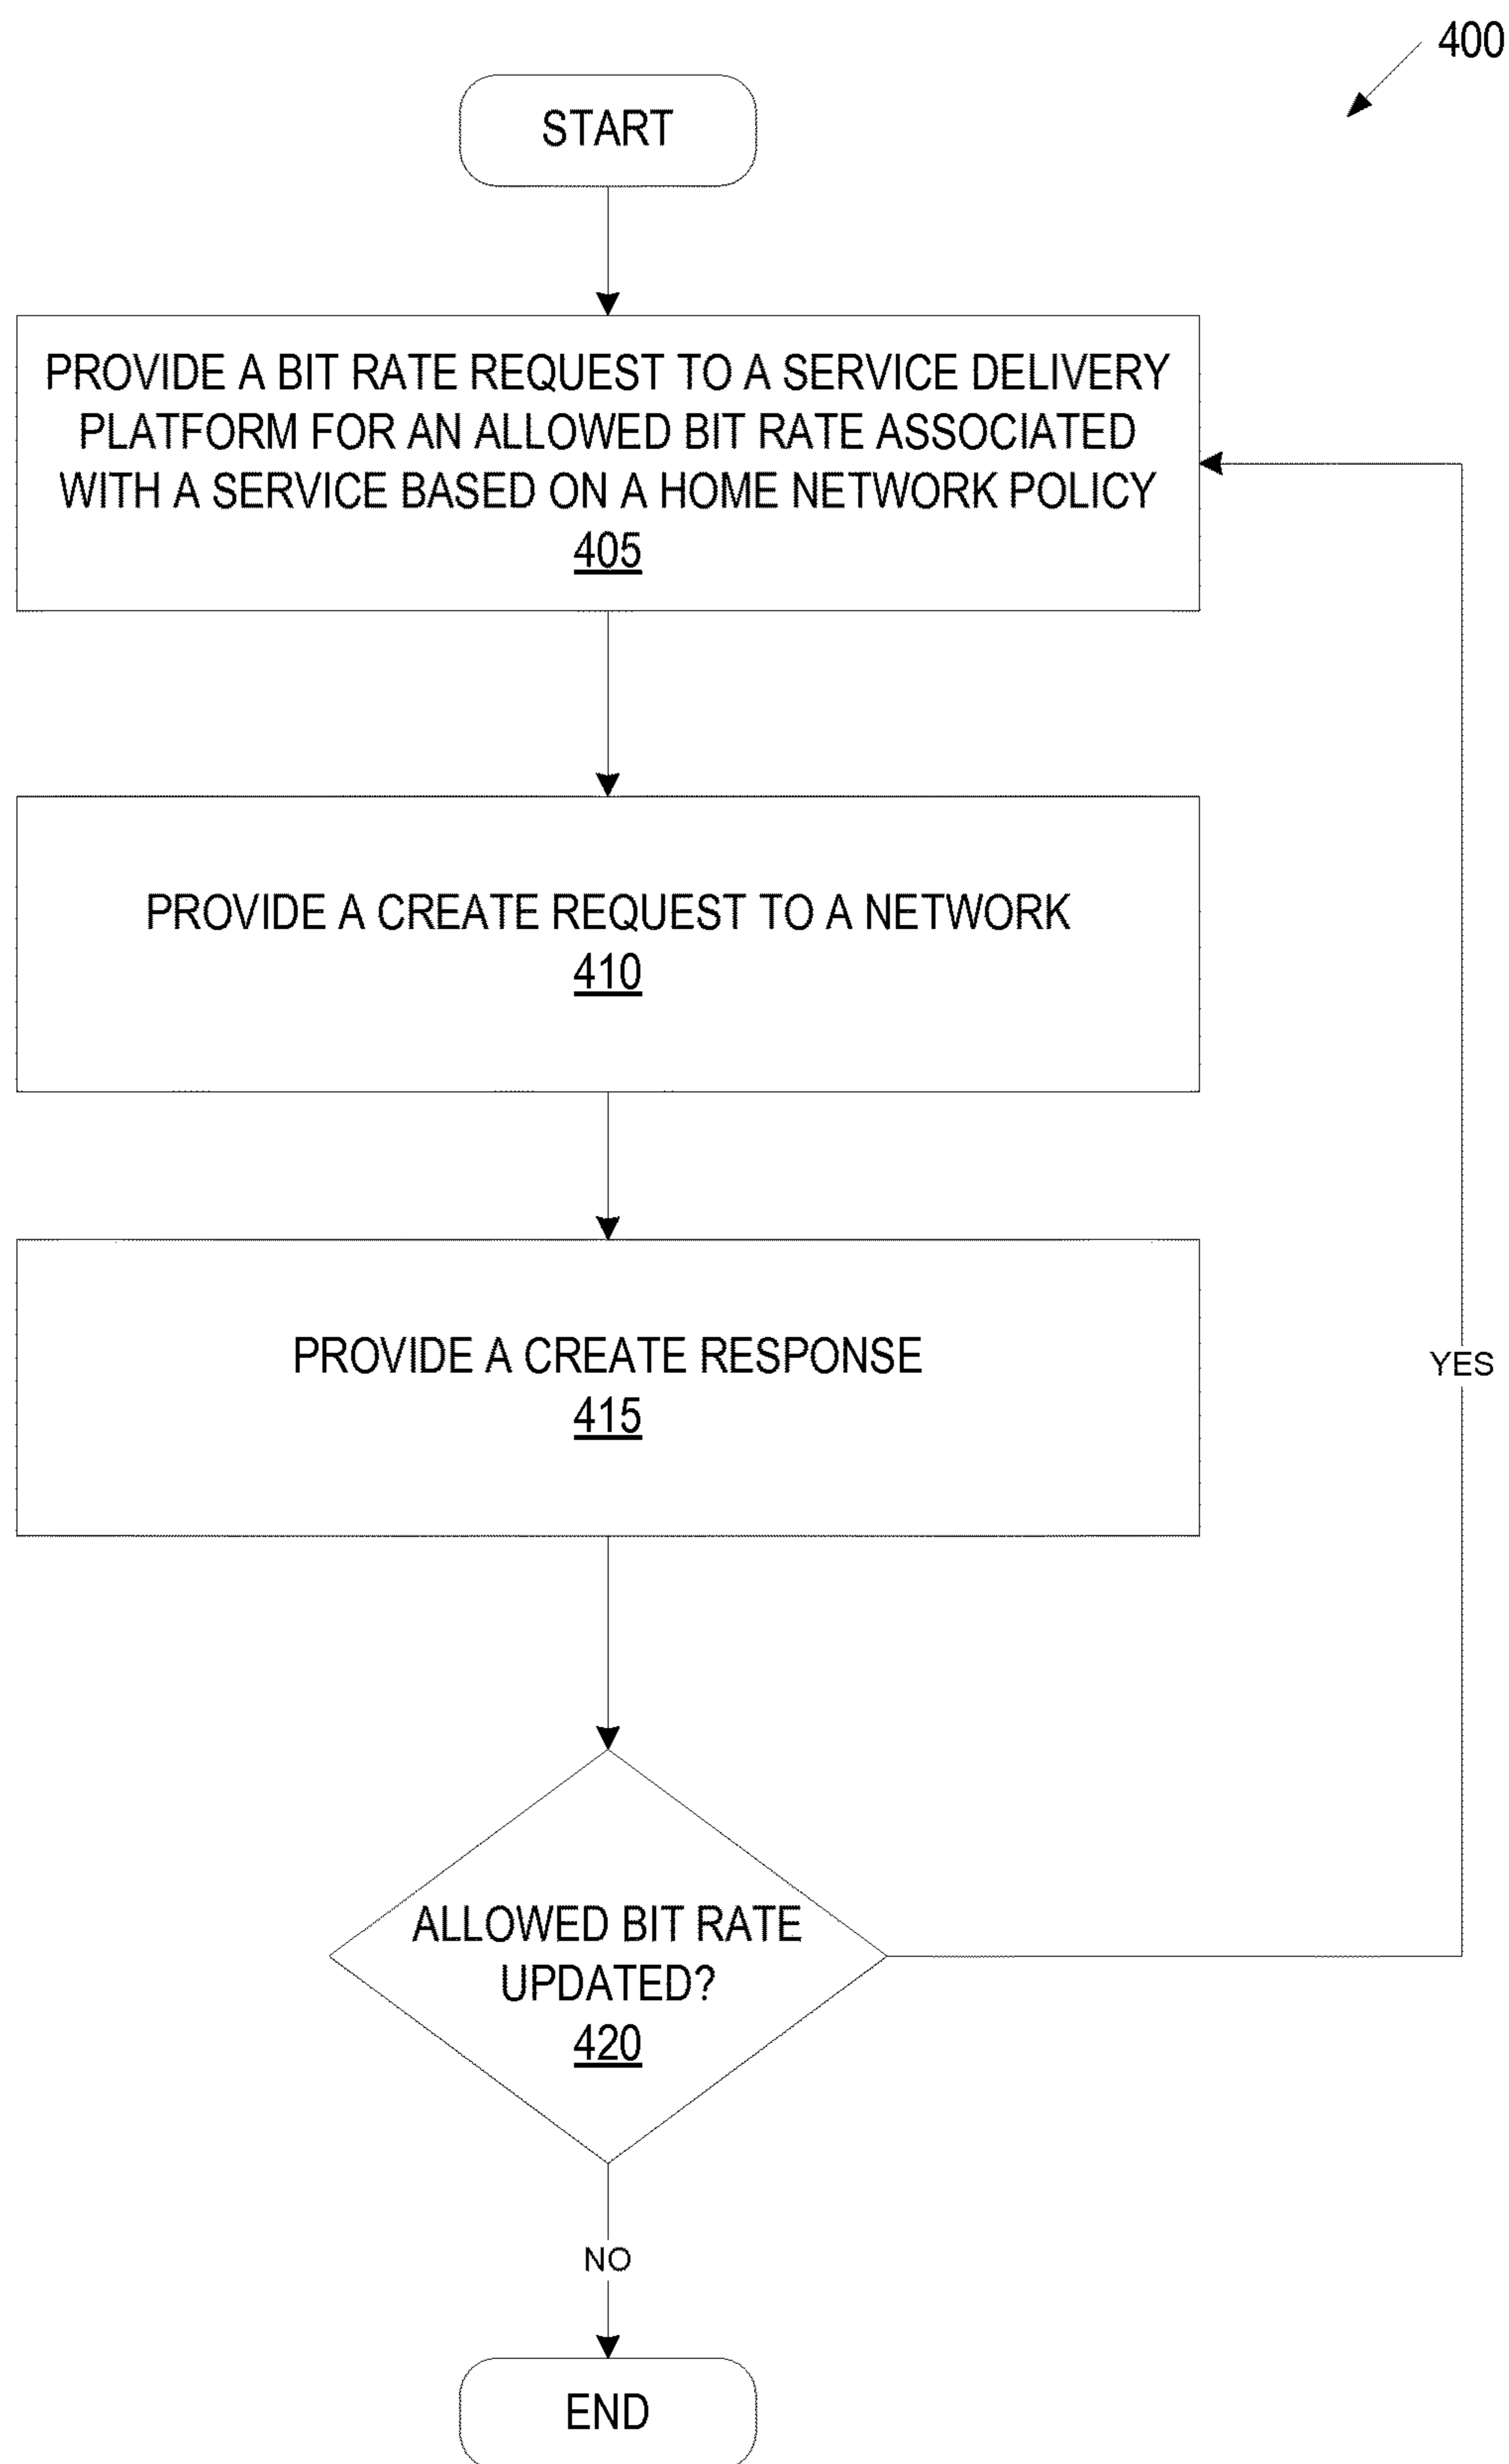 400
START
PROVIDE A BIT RATE REQUEST TO A SERVICE DELIVERY
PLATFORM FOR AN ALLOWED BIT RATE ASSOCIATED
WITH A SERVICE BASED ON A HOME NETWORK POLICY
405
PROVIDE A CREATE REQUEST TO A NETWORK
410
PROVIDE A CREATE RESPONSE
415
YES
ALLOWED BIT RATE
UPDATED?
420
NO
END